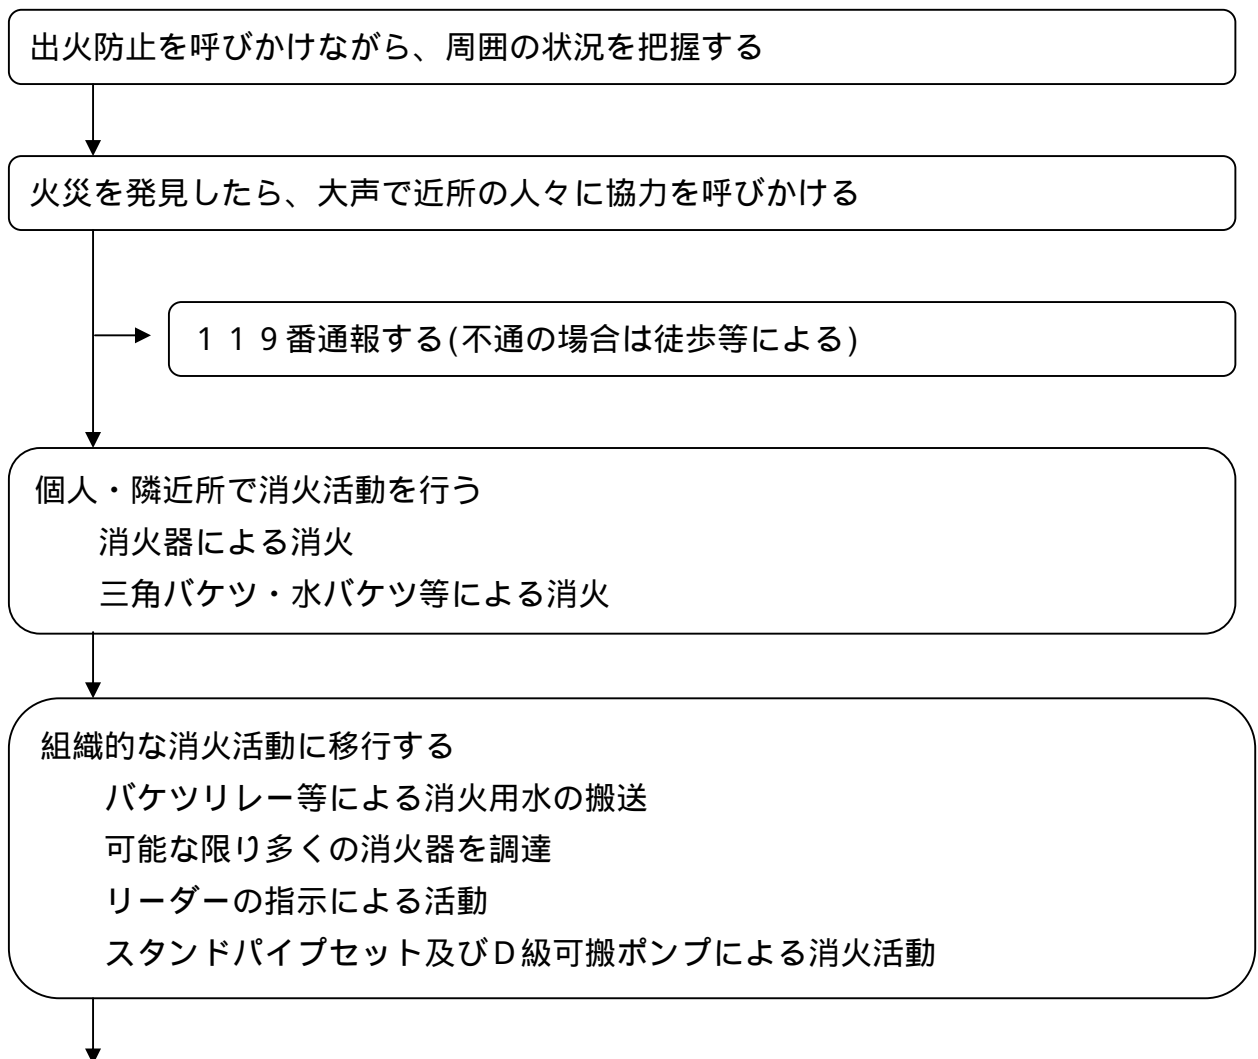 出火防止を呼びかけながら、周囲の状況を把握する
火災を発見したら、大声で近所の人々に協力を呼びかける
１１９番通報する(不通の場合は徒歩等による)
個人・隣近所で消火活動を行う
消火器による消火
三角バケツ・水バケツ等による消火
組織的な消火活動に移行する
バケツリレー等による消火用水の搬送
可能な限り多くの消火器を調達
リーダーの指示による活動
スタンドパイプセット及びＤ級可搬ポンプによる消火活動